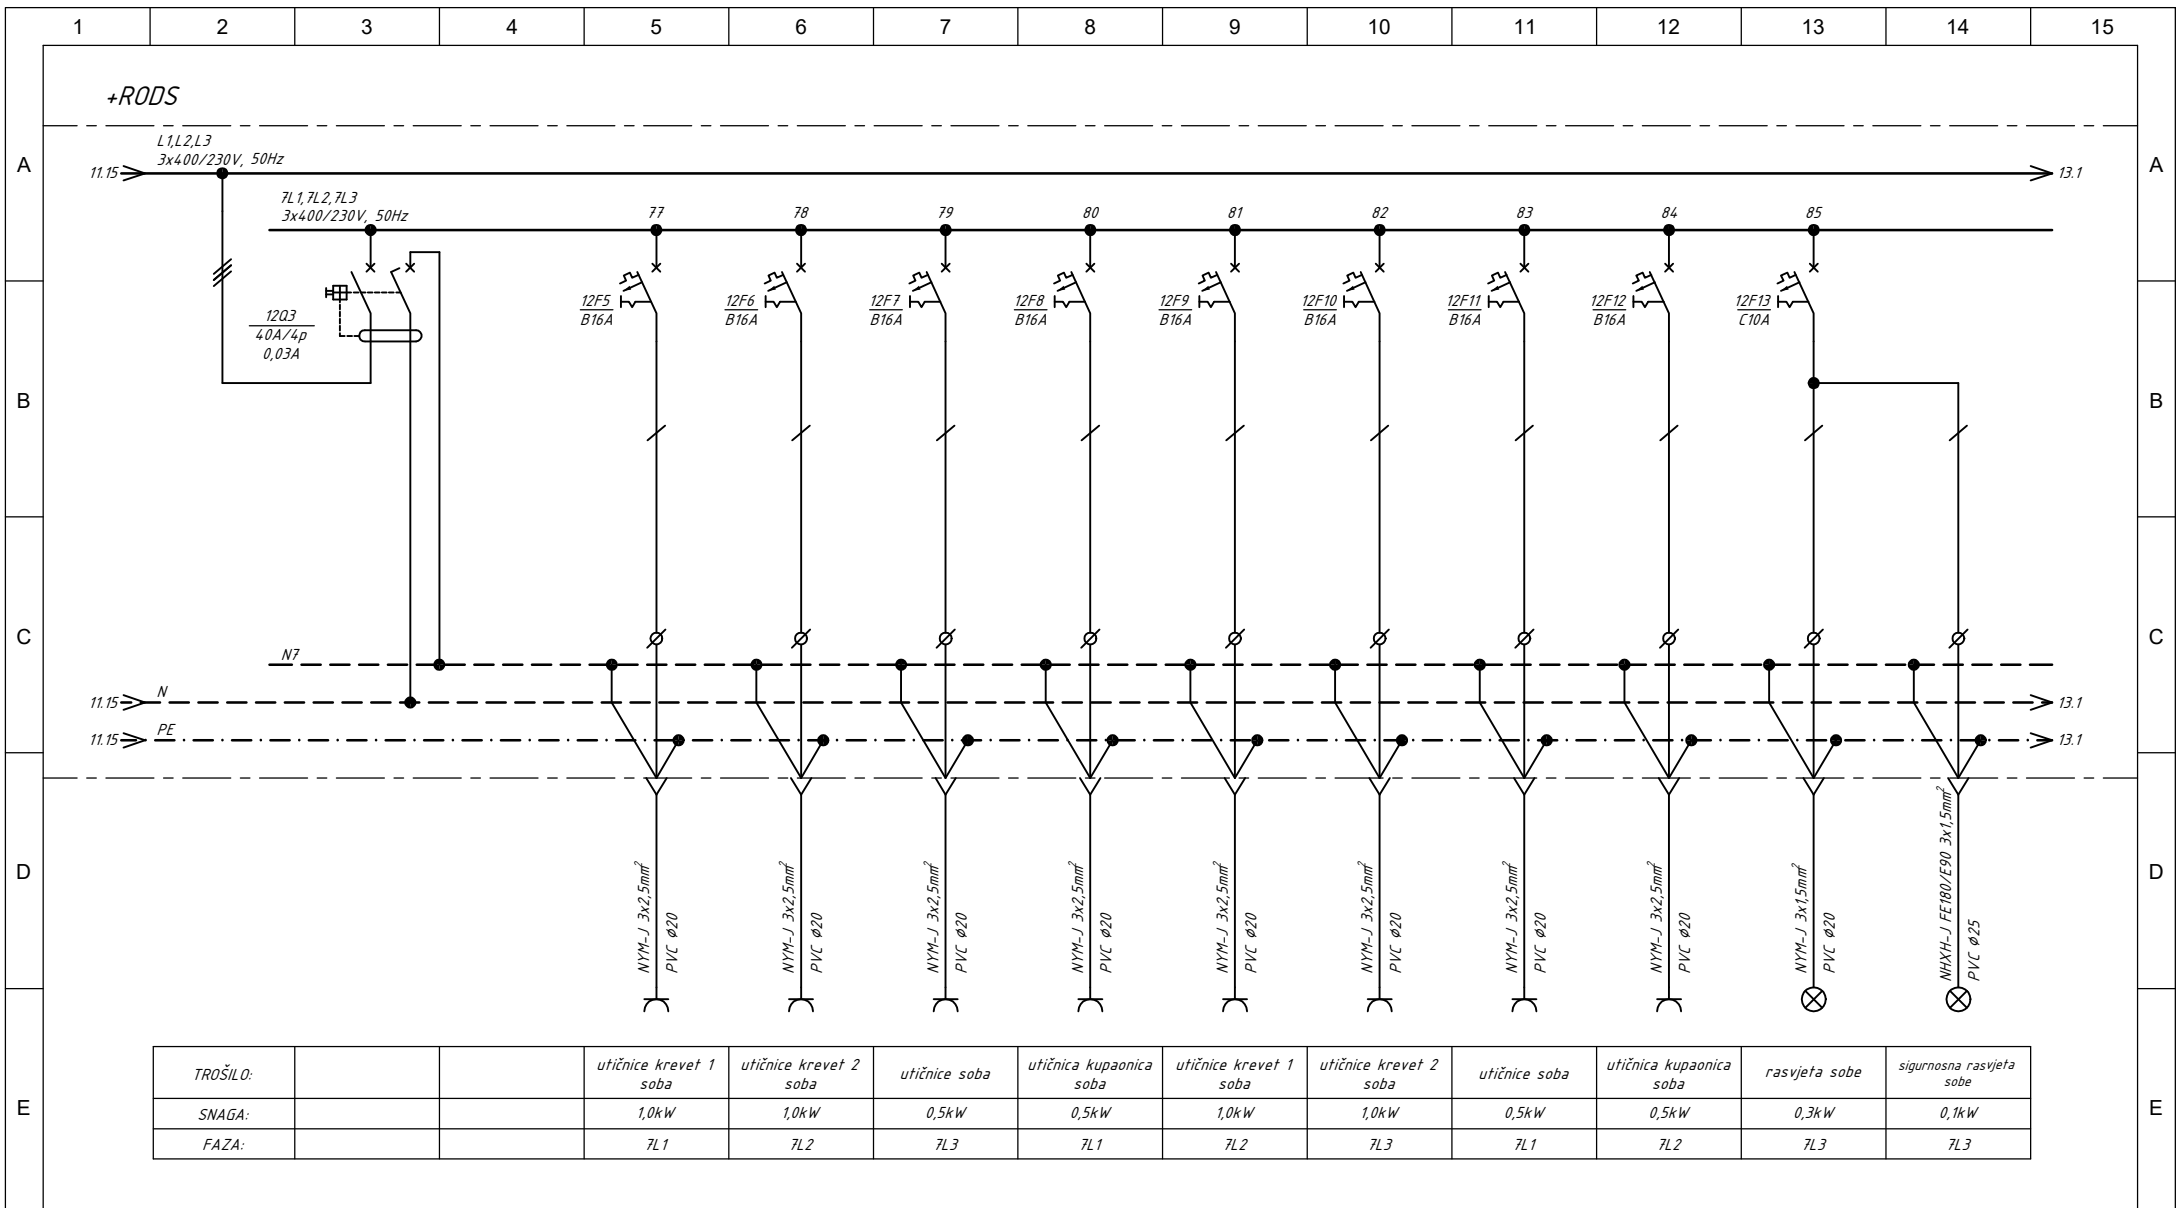 1 2 3 4 5 6 7 8 9 10 11 12 13 14 15
+RODS
L1,L2,L3
3x400/230V, 50Hz
A 11.15 13.1 A
7L1,7L2,7L3
3x400/230V, 50Hz
77 78 79 80 81 82 83 84 85
12Q3
40A/4p
0,03A
12F5 12F6 12F7 12F8 12F9 12F10 12F11 12F12 12F13
B16A B16A B16A B16A B16A B16A B16A B16A C10A
B B
C C
N7
11.15 N 13.1
11.15 PE 13.1
D D
NYM-J 3x2,5mm²
PVC ø20
NYM-J 3x2,5mm²
PVC ø20
NYM-J 3x2,5mm²
PVC ø20
NYM-J 3x2,5mm²
PVC ø20
NYM-J 3x2,5mm²
PVC ø20
NYM-J 3x2,5mm²
PVC ø20
NYM-J 3x2,5mm²
PVC ø20
NYM-J 3x2,5mm²
PVC ø20
NYM-J 3x1,5mm²
PVC ø20
NHXH-J FE180/E90 3x1,5mm²
PVC ø25
E E
TROŠILO: utičnice krevet 1 soba utičnice krevet 2 soba utičnice soba utičnica kupaonica soba utičnice krevet 1 soba utičnice krevet 2 soba utičnice soba utičnica kupaonica soba rasvjeta sobe sigurnosna rasvjeta sobe
SNAGA: 1,0kW 1,0kW 0,5kW 0,5kW 1,0kW 1,0kW 0,5kW 0,5kW 0,3kW 0,1kW
FAZA: 7L1 7L2 7L3 7L1 7L2 7L3 7L1 7L2 7L3 7L3